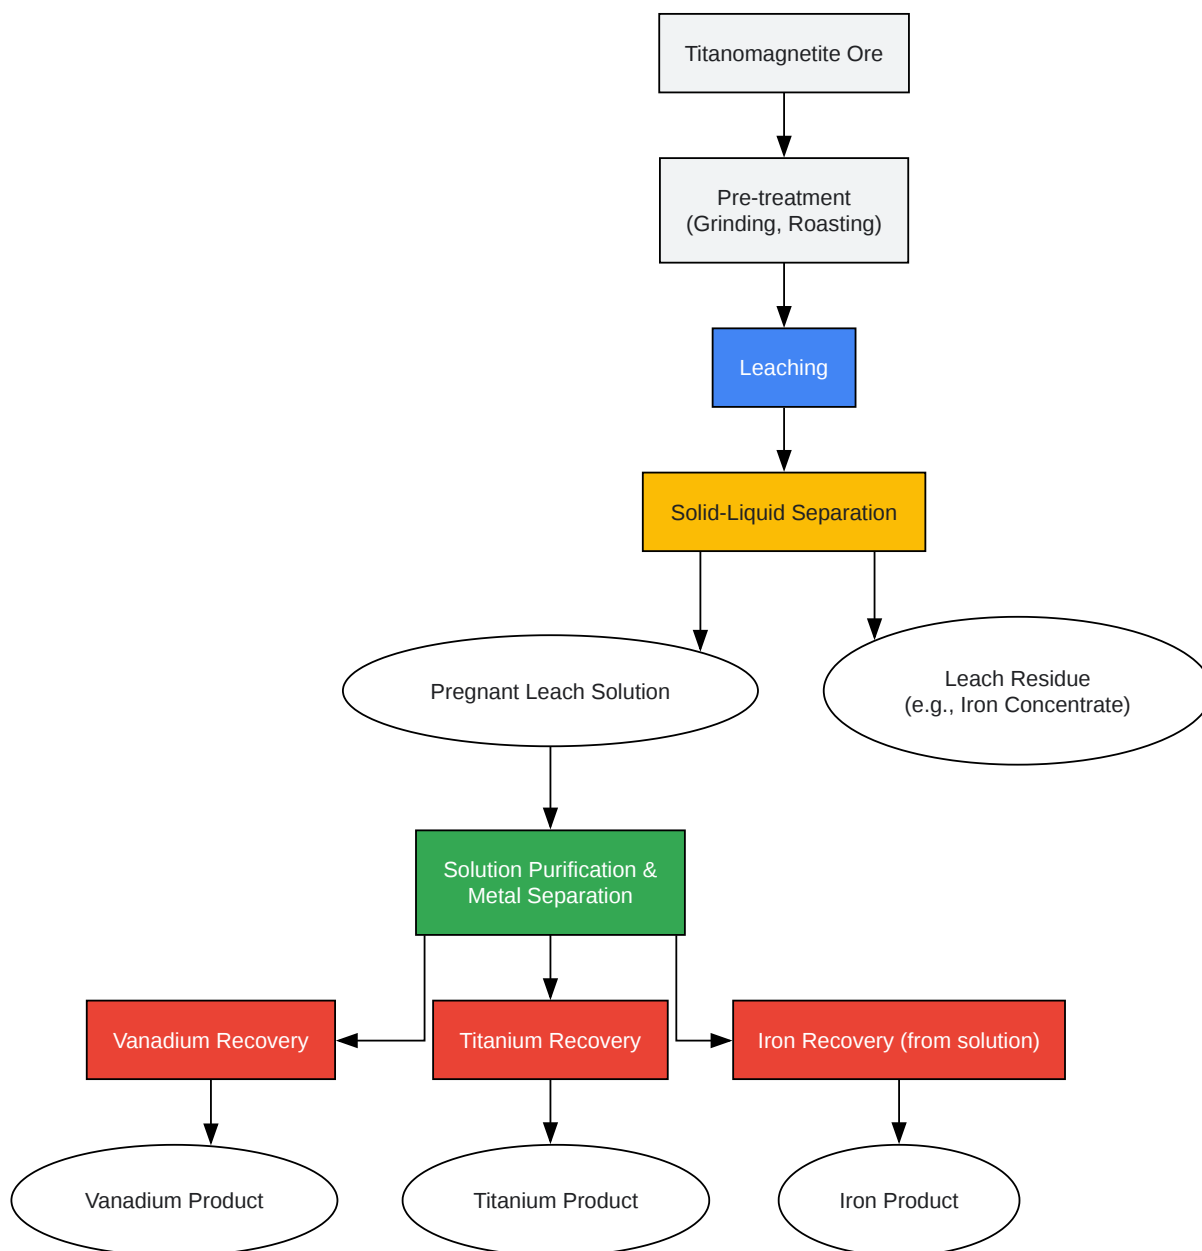 Titanomagnetite Ore
Pre-treatment
(Grinding, Roasting)
Leaching
Solid-Liquid Separation
Pregnant Leach Solution
Leach Residue
(e.g., Iron Concentrate)
Solution Purification &
Metal Separation
Vanadium Recovery
Titanium Recovery
Iron Recovery (from solution)
Vanadium Product
Titanium Product
Iron Product